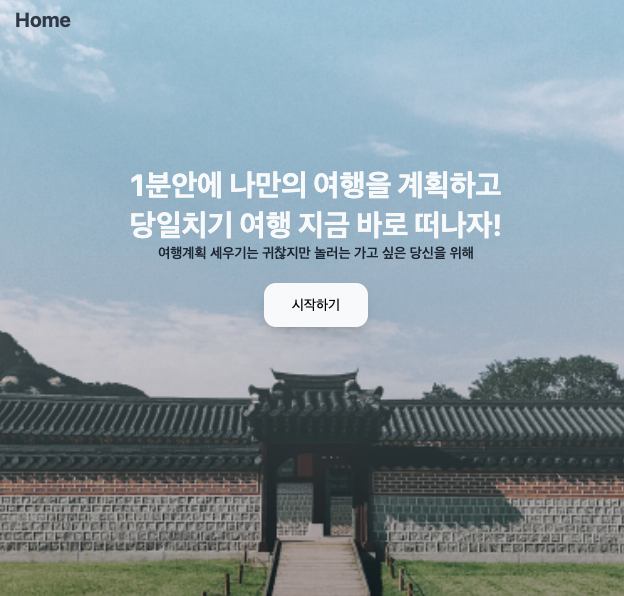 Home
1분안에 나만의 여행을 계획하고
당일치기 여행 지금 바로 떠나자!
여행계획 세우기는 귀찮지만 놀러는 가고 싶은 당신을 위해
시작하기